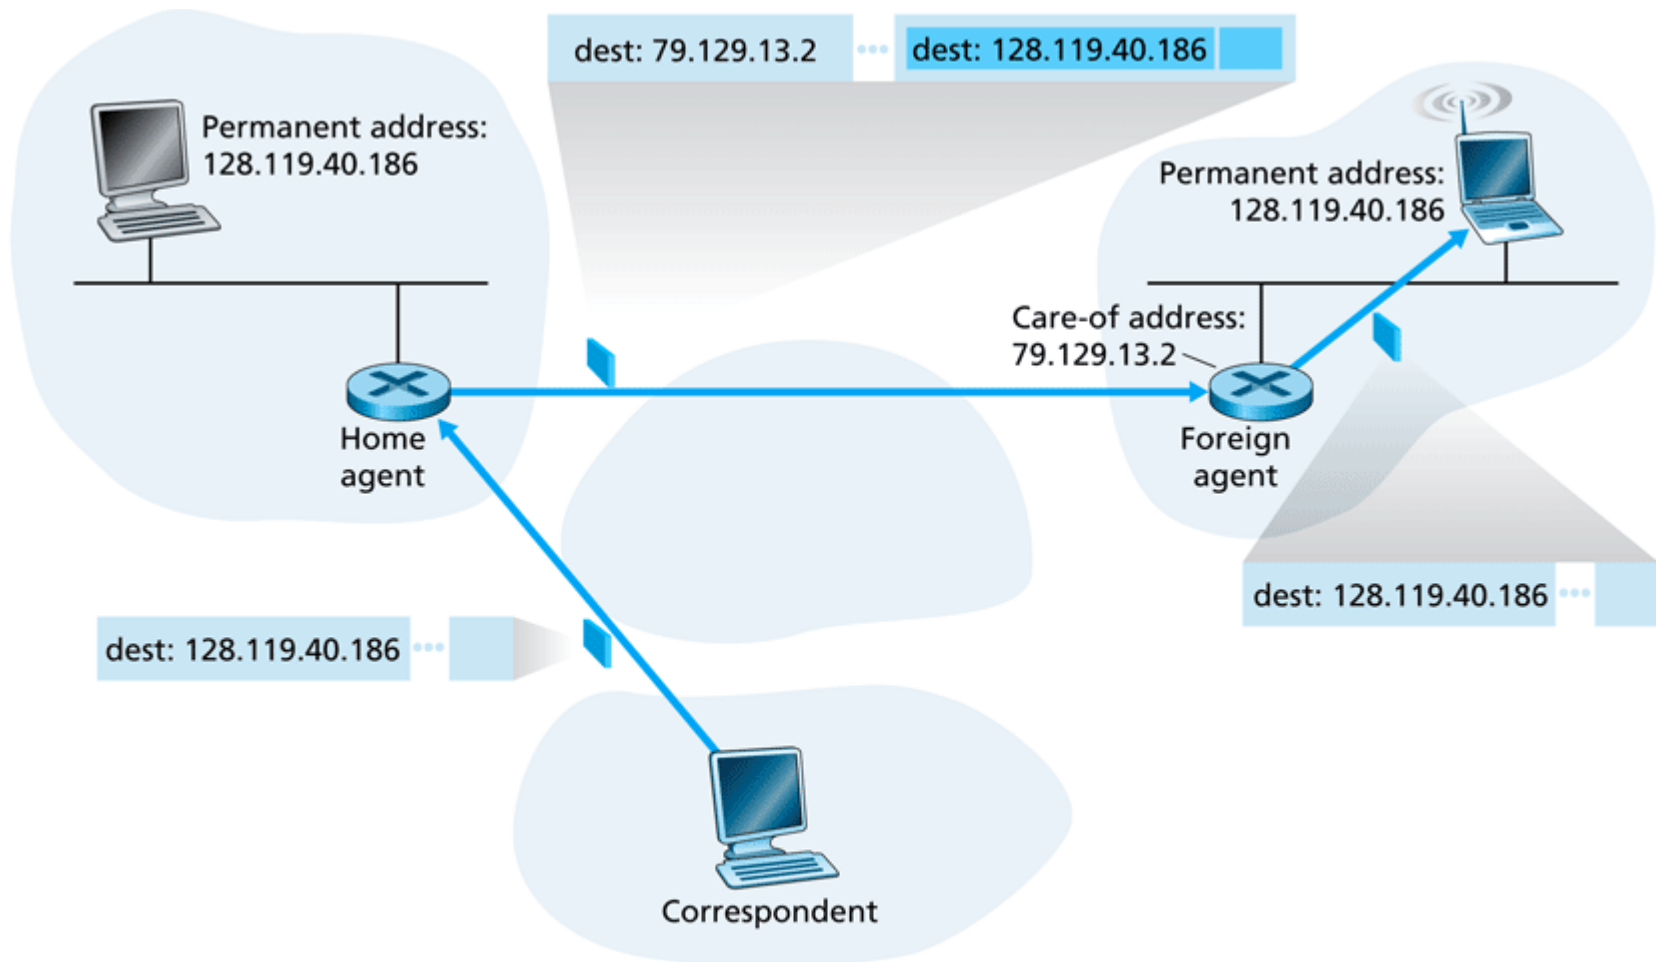 dest: 79.129.13.2 ••• dest: 128.119.40.186
Permanent address:
128.119.40.186
Permanent address:
128.119.40.186
Care-of address:
79.129.13.2
Home
agent
Foreign
agent
dest: 128.119.40.186 •••
dest: 128.119.40.186 •••
Correspondent